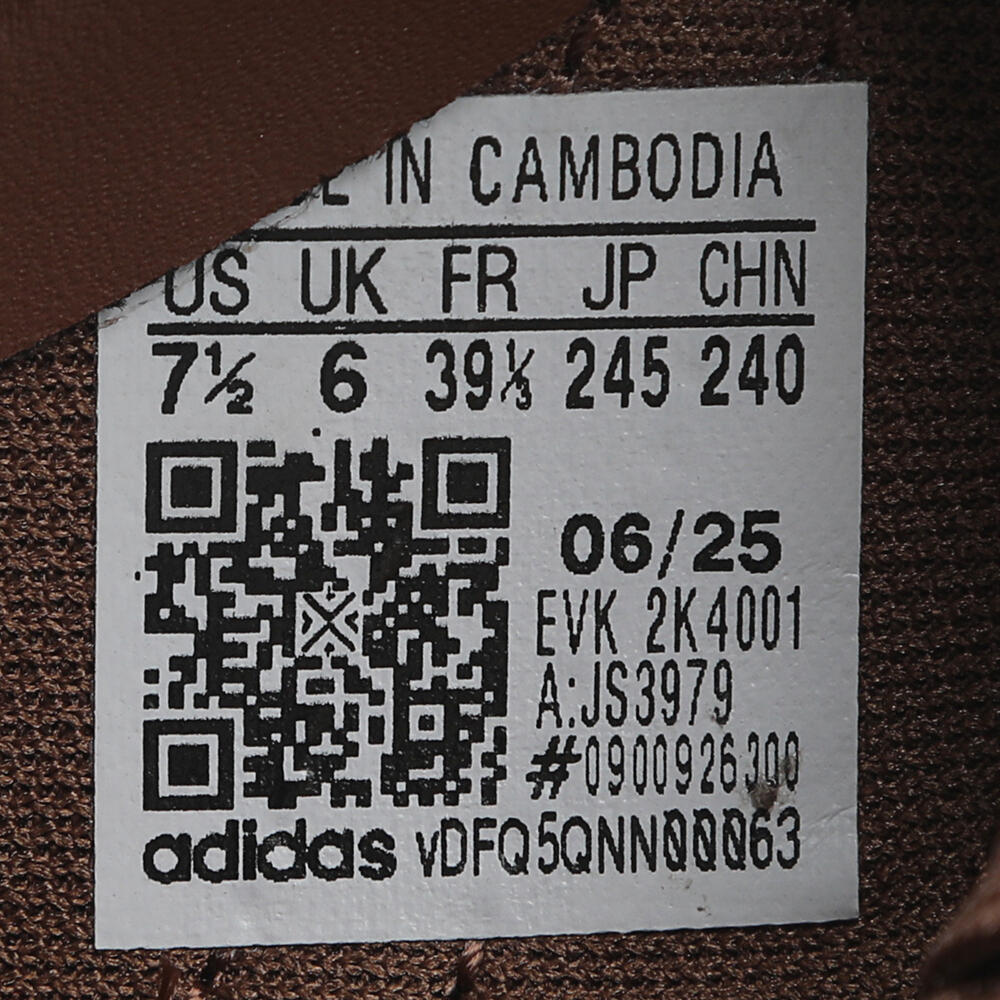 IN CAMBODIA
US UK FR JP CHN
7½ 6 39⅓ 245 240
06/25
EVK 2K4001
A:JS3979
#0900926300
adidas vDFQ5QNN00063